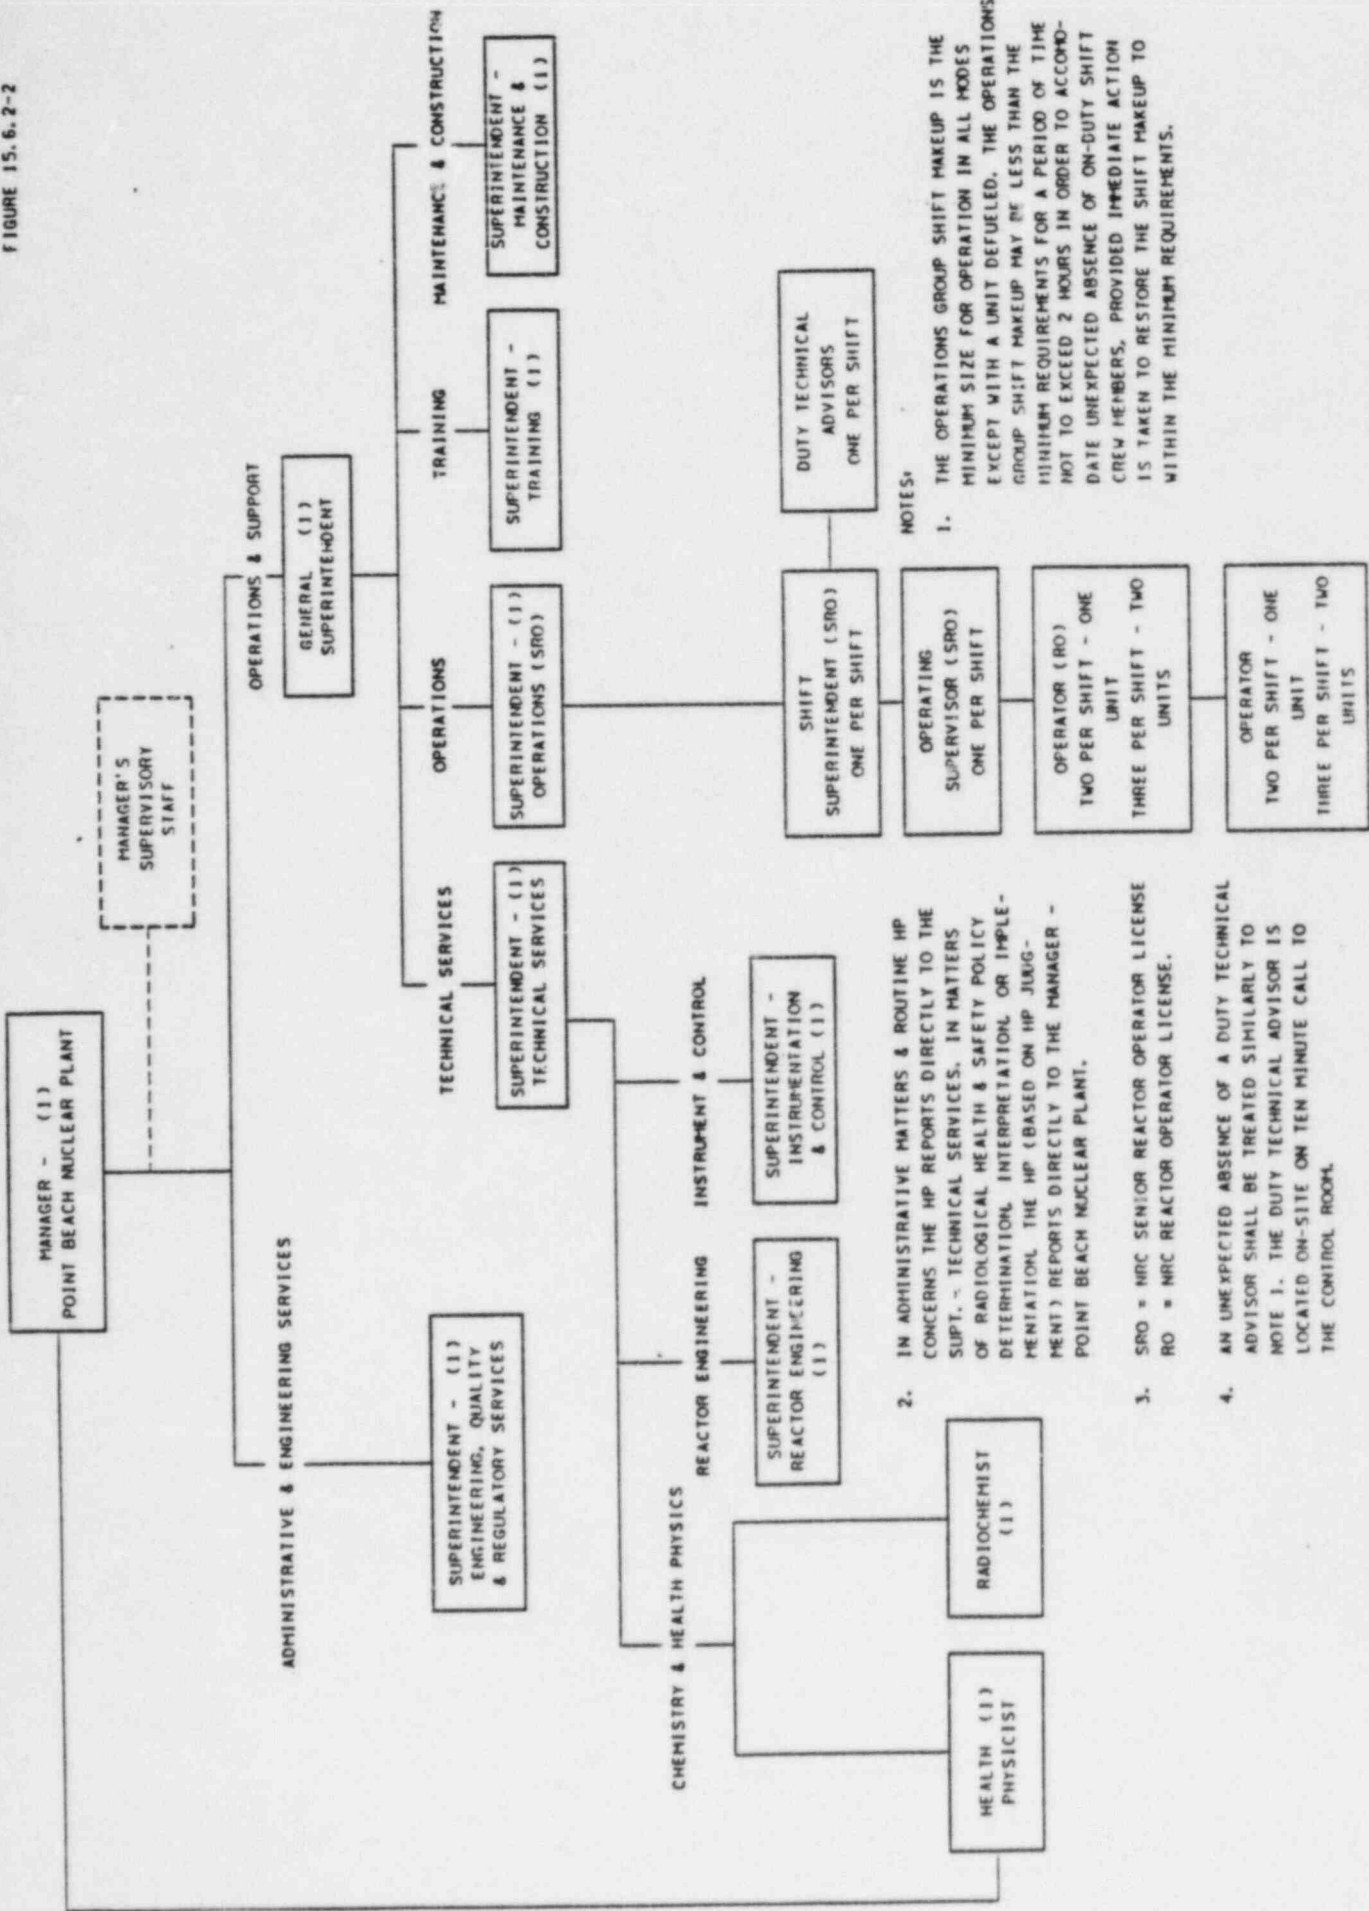 FIGURE 15.6.2-2
MANAGER - (1)
POINT BEACH NUCLEAR PLANT
MANAGER'S
SUPERVISORY
STAFF
ADMINISTRATIVE & ENGINEERING SERVICES
OPERATIONS & SUPPORT
SUPERINTENDENT - (1)
ENGINEERING, QUALITY
& REGULATORY SERVICES
GENERAL (1)
SUPERINTENDENT
TECHNICAL SERVICES
OPERATIONS
TRAINING
MAINTENANCE & CONSTRUCTION
SUPERINTENDENT - (1)
TECHNICAL SERVICES
SUPERINTENDENT - (1)
OPERATIONS (SRO)
SUPERINTENDENT -
TRAINING (1)
SUPERINTENDENT -
MAINTENANCE &
CONSTRUCTION (1)
CHEMISTRY & HEALTH PHYSICS
REACTOR ENGINEERING
INSTRUMENT & CONTROL
SUPERINTENDENT -
REACTOR ENGINEERING
(1)
SUPERINTENDENT -
INSTRUMENTATION
& CONTROL (1)
HEALTH (1)
PHYSICIST
RADIOCHEMIST
(1)
SHIFT
SUPERINTENDENT (SRO)
ONE PER SHIFT
DUTY TECHNICAL
ADVISORS
ONE PER SHIFT
OPERATING
SUPERVISOR (SRO)
ONE PER SHIFT
OPERATOR (RO)
TWO PER SHIFT - ONE
UNIT
THREE PER SHIFT - TWO
UNITS
OPERATOR
TWO PER SHIFT - ONE
UNIT
THREE PER SHIFT - TWO
UNITS
NOTES:
1. THE OPERATIONS GROUP SHIFT MAKEUP IS THE
MINIMUM SIZE FOR OPERATION IN ALL MODES
EXCEPT WITH A UNIT DEFUELED. THE OPERATIONS
GROUP SHIFT MAKEUP MAY BE LESS THAN THE
MINIMUM REQUIREMENTS FOR A PERIOD OF TIME
NOT TO EXCEED 2 HOURS IN ORDER TO ACCOMO-
DATE UNEXPECTED ABSENCE OF ON-DUTY SHIFT
CREW MEMBERS, PROVIDED IMMEDIATE ACTION
IS TAKEN TO RESTORE THE SHIFT MAKEUP TO
WITHIN THE MINIMUM REQUIREMENTS.
2. IN ADMINISTRATIVE MATTERS & ROUTINE HP
CONCERNS THE HP REPORTS DIRECTLY TO THE
SUPT. - TECHNICAL SERVICES. IN MATTERS
OF RADIOLOGICAL HEALTH & SAFETY POLICY
DETERMINATION, INTERPRETATION, OR IMPLE-
MENTATION, THE HP (BASED ON HP JUDG-
MENT) REPORTS DIRECTLY TO THE MANAGER -
POINT BEACH NUCLEAR PLANT.
3. SRO = NRC SENIOR REACTOR OPERATOR LICENSE
RO = NRC REACTOR OPERATOR LICENSE.
4. AN UNEXPECTED ABSENCE OF A DUTY TECHNICAL
ADVISOR SHALL BE TREATED SIMILARLY TO
NOTE 1. THE DUTY TECHNICAL ADVISOR IS
LOCATED ON-SITE ON TEN MINUTE CALL TO
THE CONTROL ROOM.